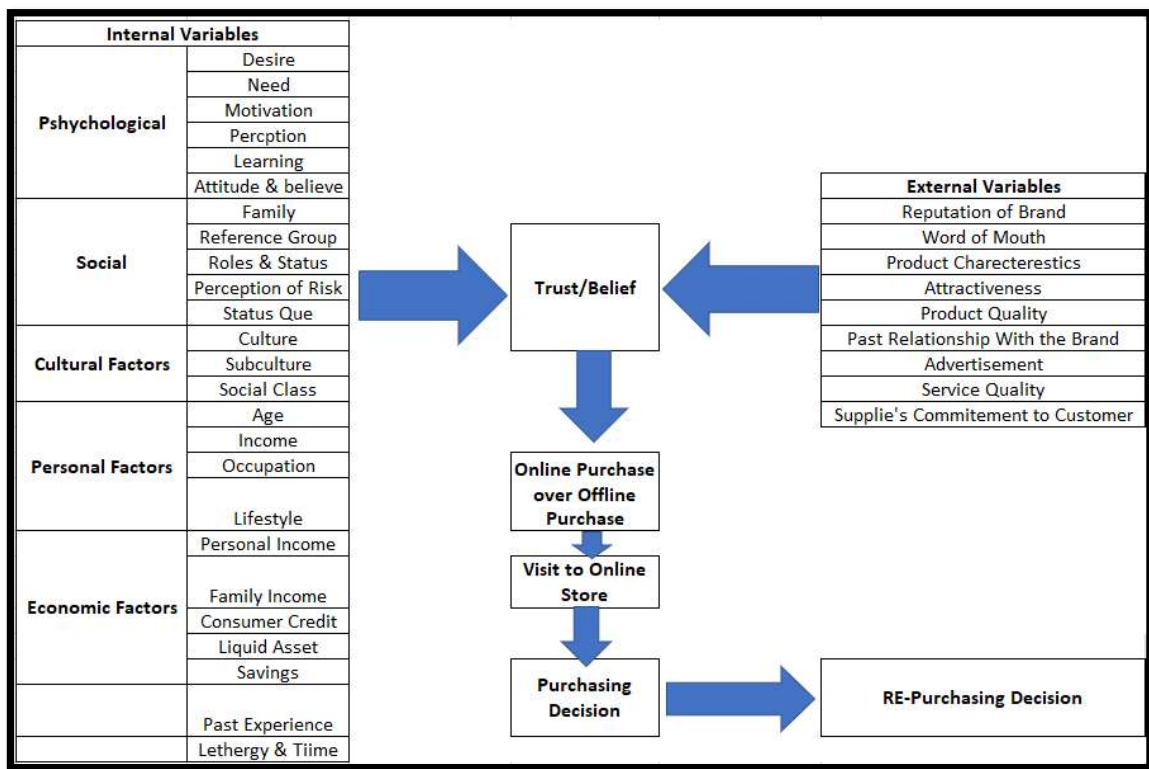 Internal Variables
Pshychological
Desire
Need
Motivation
Percption
Learning
Attitude & believe
Social
Family
Reference Group
Roles & Status
Perception of Risk
Status Que
Cultural Factors
Culture
Subculture
Social Class
Personal Factors
Age
Income
Occupation
Lifestyle
Economic Factors
Personal Income
Family Income
Consumer Credit
Liquid Asset
Savings
Past Experience
Lethergy & Tiime
Trust/Belief
Online Purchase
over Offline
Purchase
Visit to Online
Store
Purchasing
Decision
External Variables
Reputation of Brand
Word of Mouth
Product Charecterestics
Attractiveness
Product Quality
Past Relationship With the Brand
Advertisement
Service Quality
Supplie's Commitement to Customer
RE-Purchasing Decision